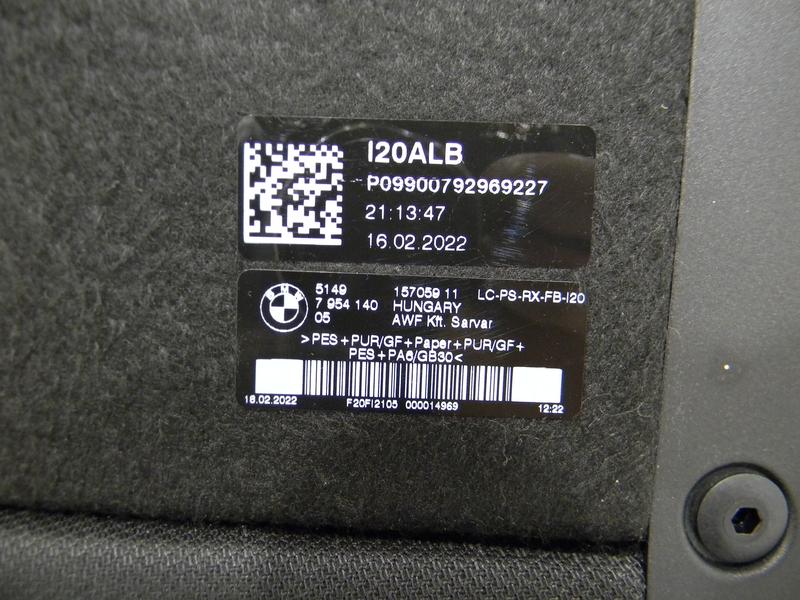 I20ALB
P09900792969227
21:13:47
16.02.2022
BMW
5149 157059 11 LC-PS-RX-FB-I20
7 954 140 HUNGARY
05 AWF Kft. Sarvar
>PES+PUR/GF+Paper+PUR/GF+
PES+PA6/GB30<
16.02.2022 F20FI2105 000014969 12:22